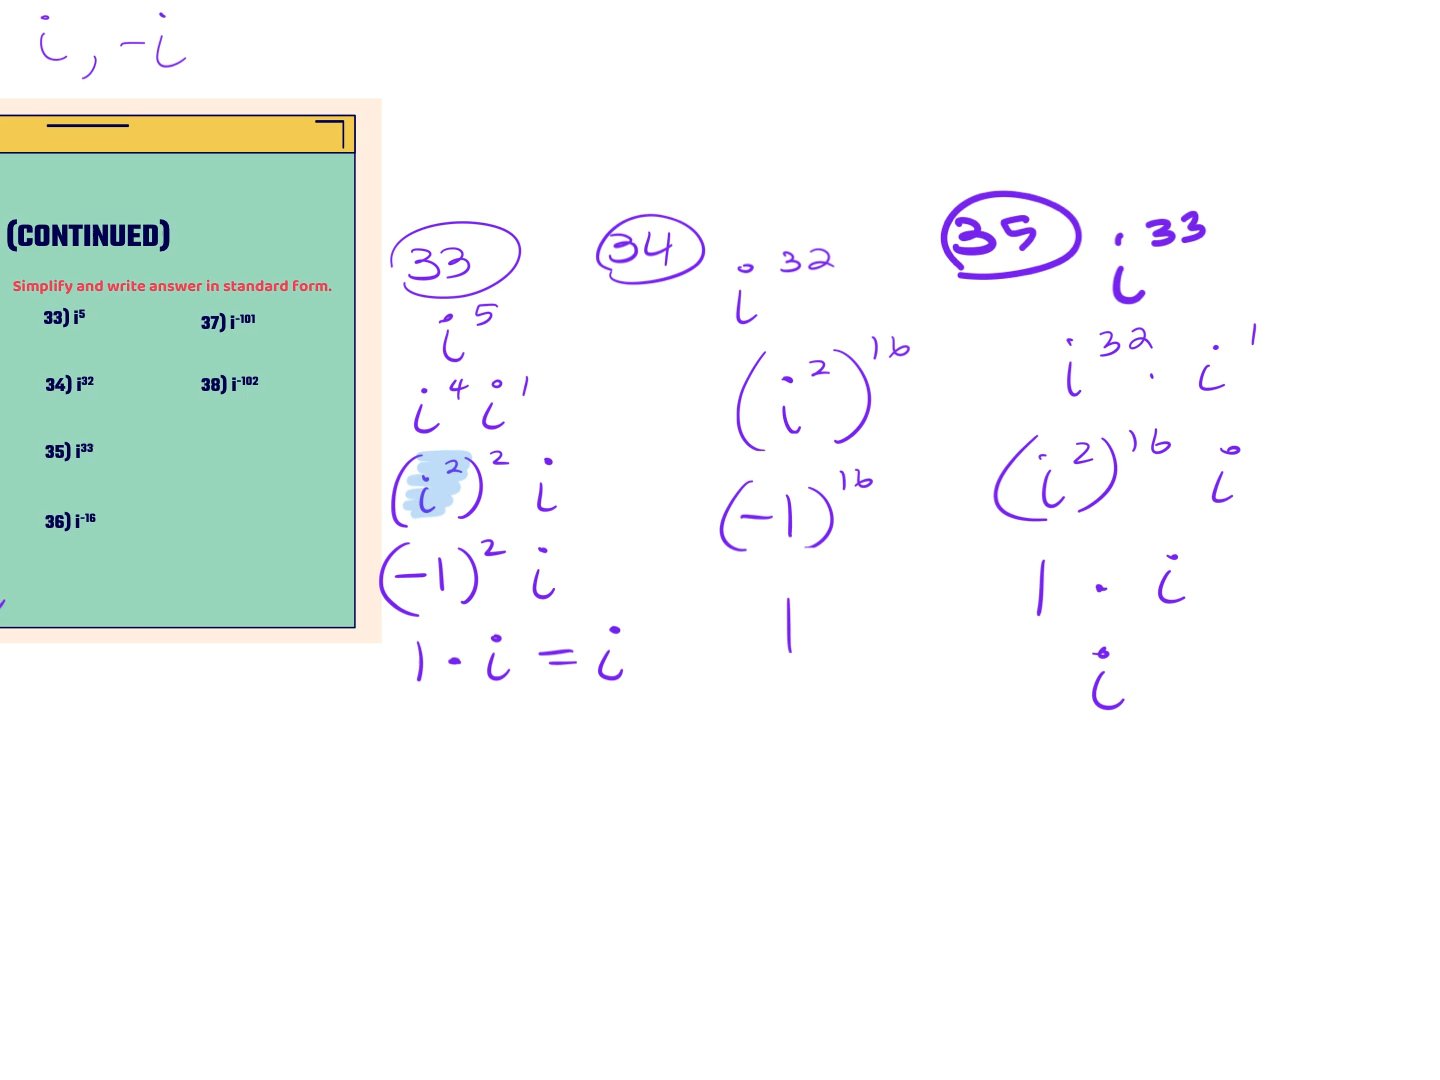 i, -i
(CONTINUED)
Simplify and write answer in standard form.
33) i⁵
37) i⁻¹⁰¹
34) i³²
38) i⁻¹⁰²
35) i³³
36) i⁻¹⁶
33
i⁵
i⁴ i¹
(i²)² i
(-1)² i
1 · i = i
34 i³²
(i²)¹⁶
(-1)¹⁶
1
35 i³³
i³² · i¹
(i²)¹⁶ i
1 · i
i